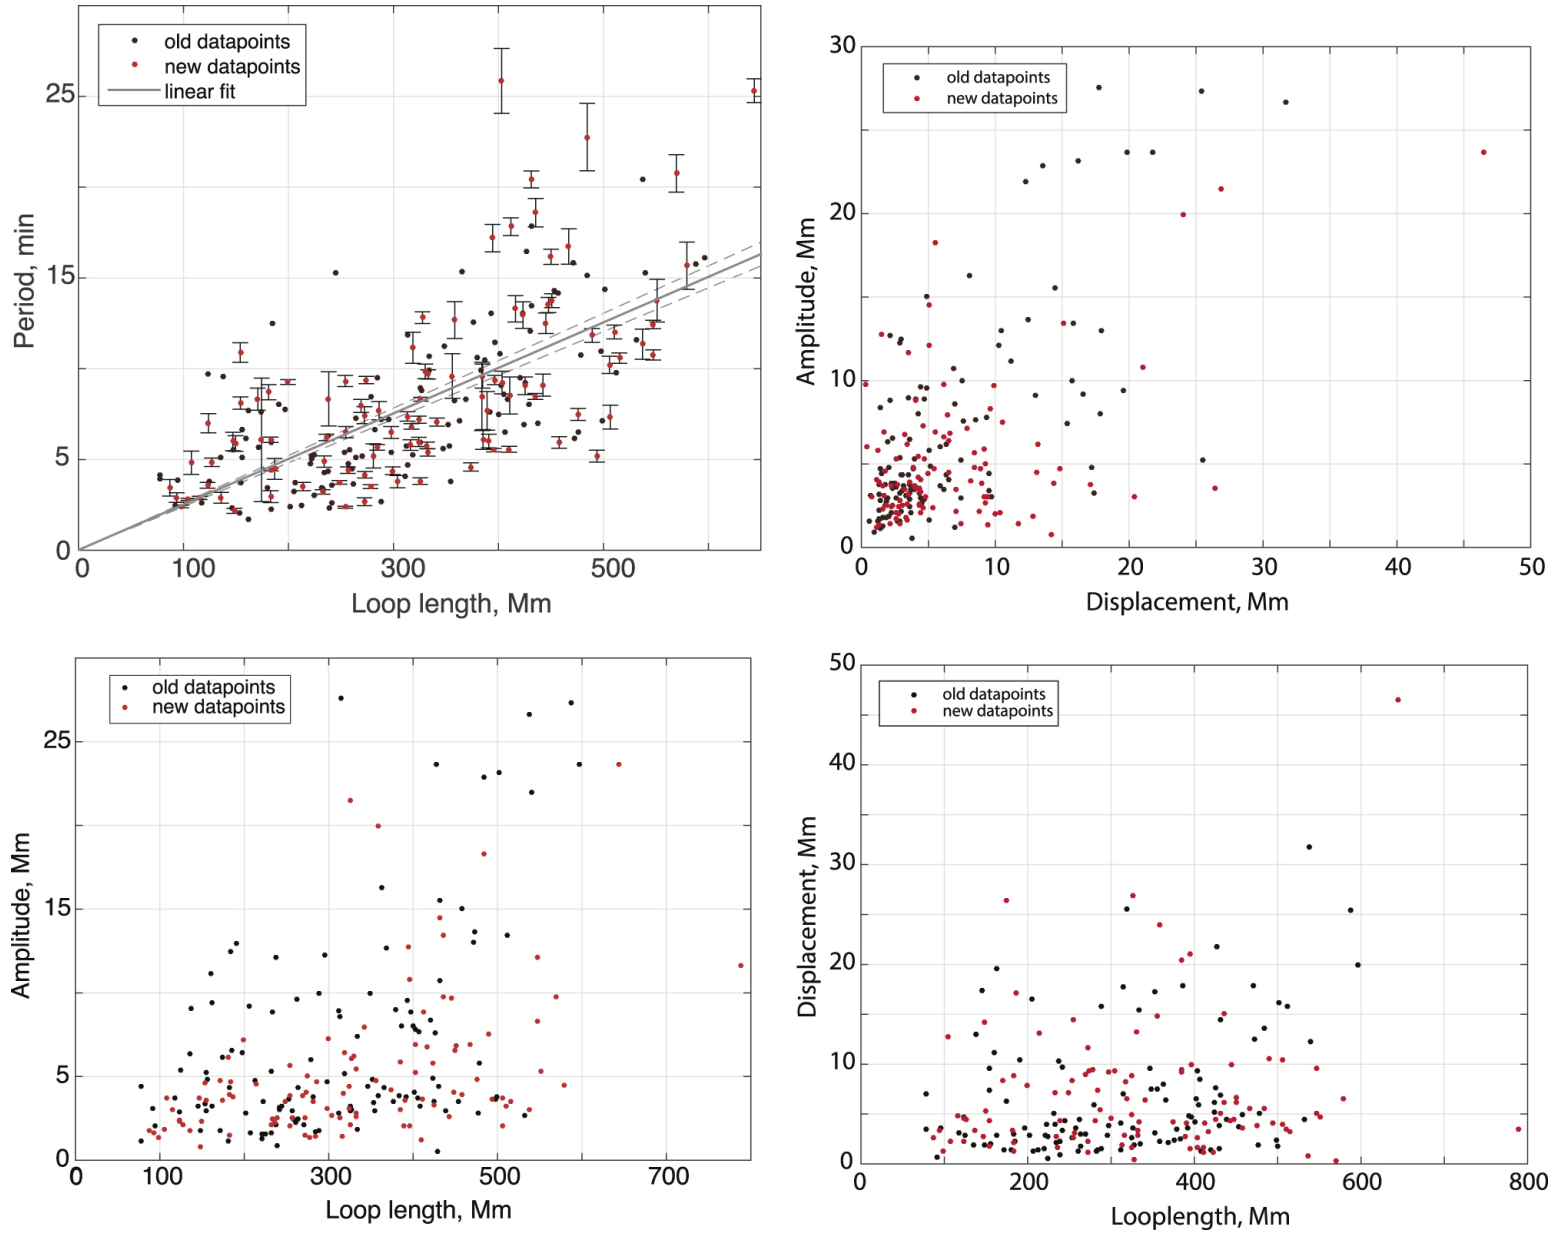 old datapoints
new datapoints
linear fit
25
15
5
0
Period, min
0 100 300 500
Loop length, Mm
old datapoints
new datapoints
30
20
10
0
Amplitude, Mm
0 10 20 30 40 50
Displacement, Mm
old datapoints
new datapoints
25
15
5
0
Amplitude, Mm
0 100 300 500 700
Loop length, Mm
old datapoints
new datapoints
50
40
30
20
10
0
Displacement, Mm
0 200 400 600 800
Looplength, Mm